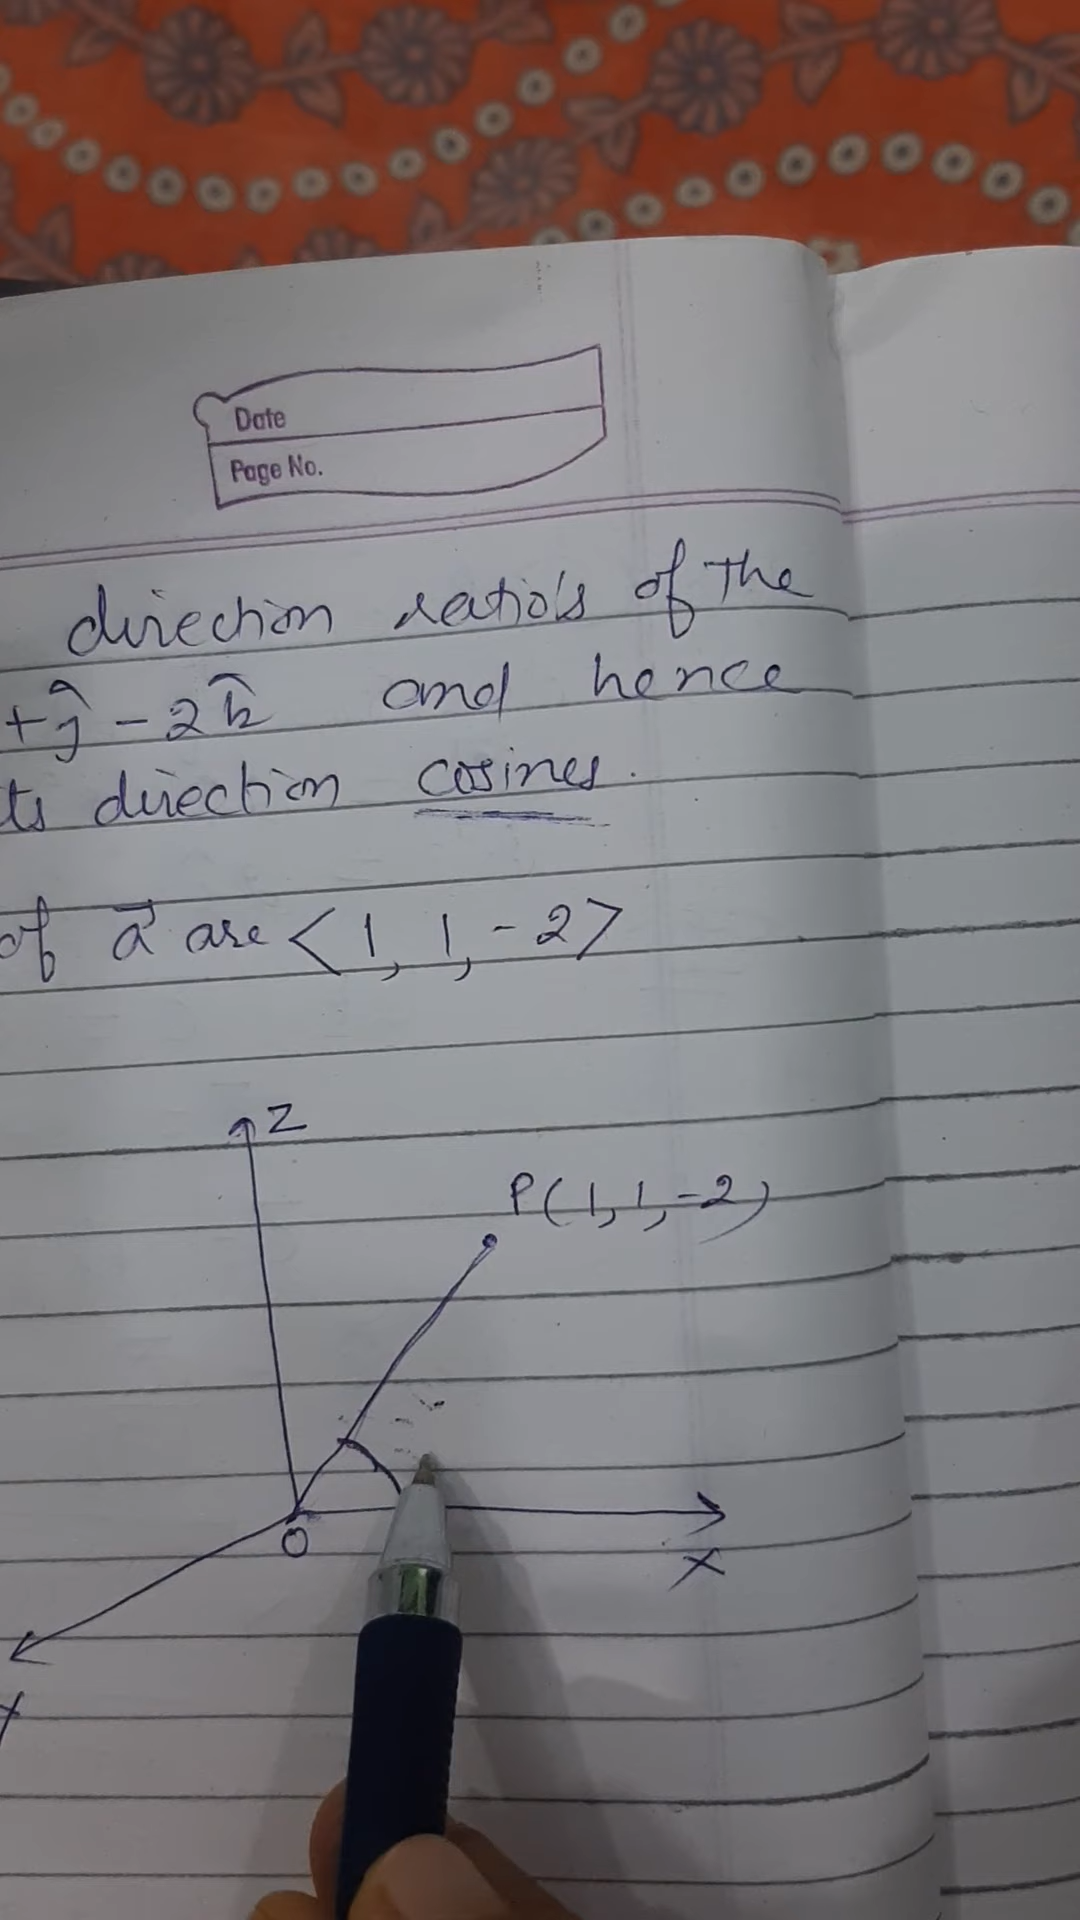 Date
Page No.
direction ratio's of the
+ĵ - 2k̂ and hence
ts direction cosines.
of a⃗ are < 1, 1, -2>
Z
P(1, 1, -2)
O
X
Y